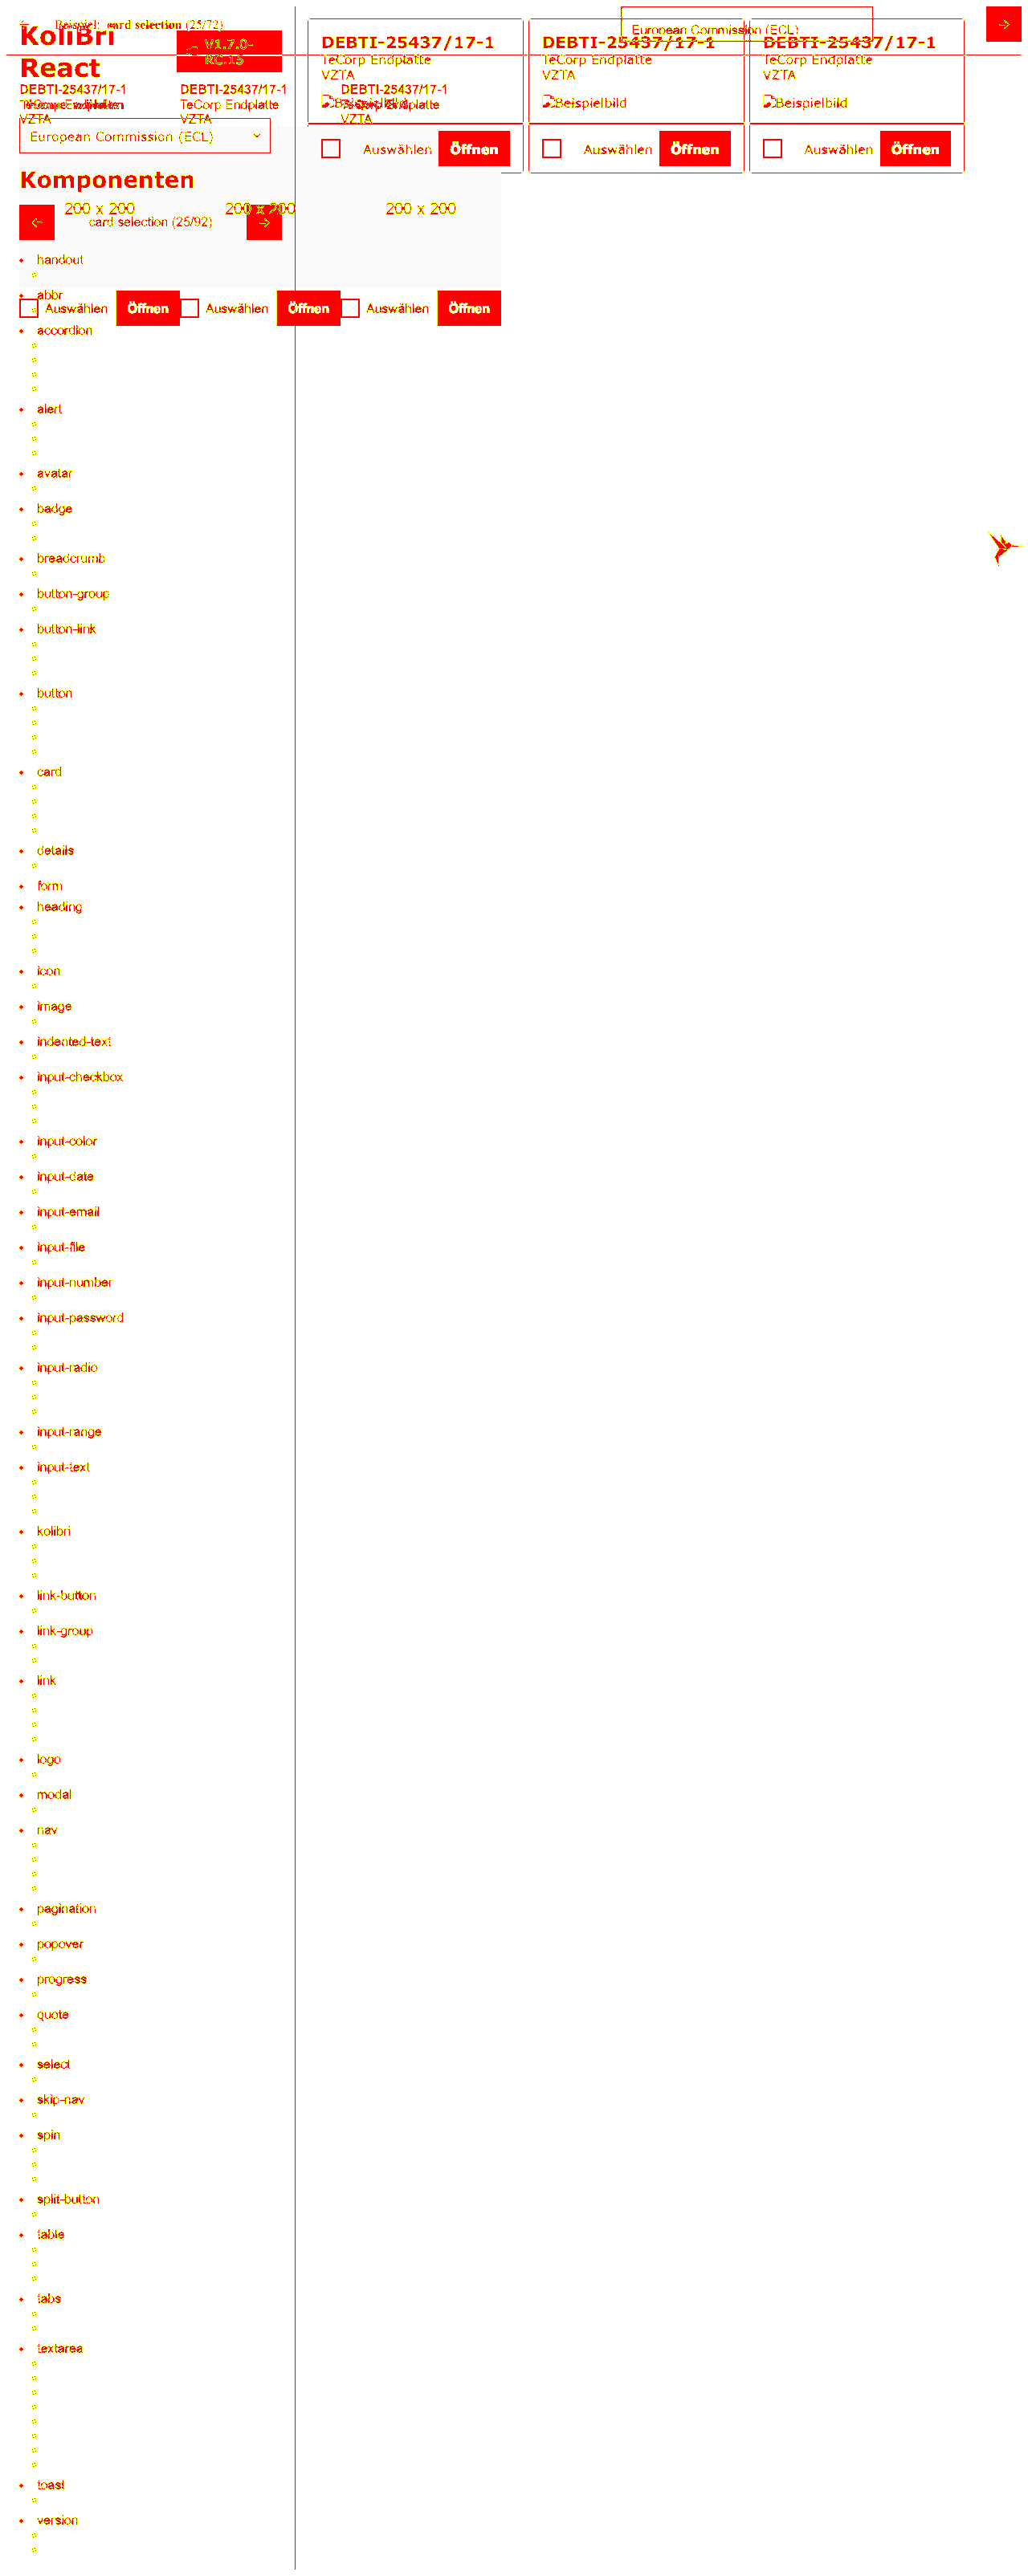 Beispiel: card selection (25/72)
KoliBri
React
V1.7.0-
RC.15
European Commission (ECL)
DEBTI-25437/17-1
DEBTI-25437/17-1
DEBTI-25437/17-1
TeCorp Endplatte
TeCorp Endplatte
TeCorp Endplatte
VZTA
VZTA
VZTA
Beispielbild
Beispielbild
Beispielbild
Auswählen
Öffnen
Auswählen
Öffnen
Auswählen
Öffnen
DEBTI-25437/17-1
DEBTI-25437/17-1
DEBTI-25437/17-1
TeCorp Endplatte
VZTA
VZTA
VZTA
European Commission (ECL)
Komponenten
200 x 200
200 x 200
200 x 200
card selection (25/92)
handout
abbr
Auswählen
Öffnen
Auswählen
Öffnen
Auswählen
Öffnen
accordion
alert
avatar
badge
breadcrumb
button-group
button-link
button
card
details
form
heading
icon
image
indented-text
input-checkbox
input-color
input-date
input-email
input-file
input-number
input-password
input-radio
input-range
input-text
kolibri
link-button
link-group
link
logo
modal
nav
pagination
popover
progress
quote
select
skip-nav
spin
split-button
table
tabs
textarea
toast
version